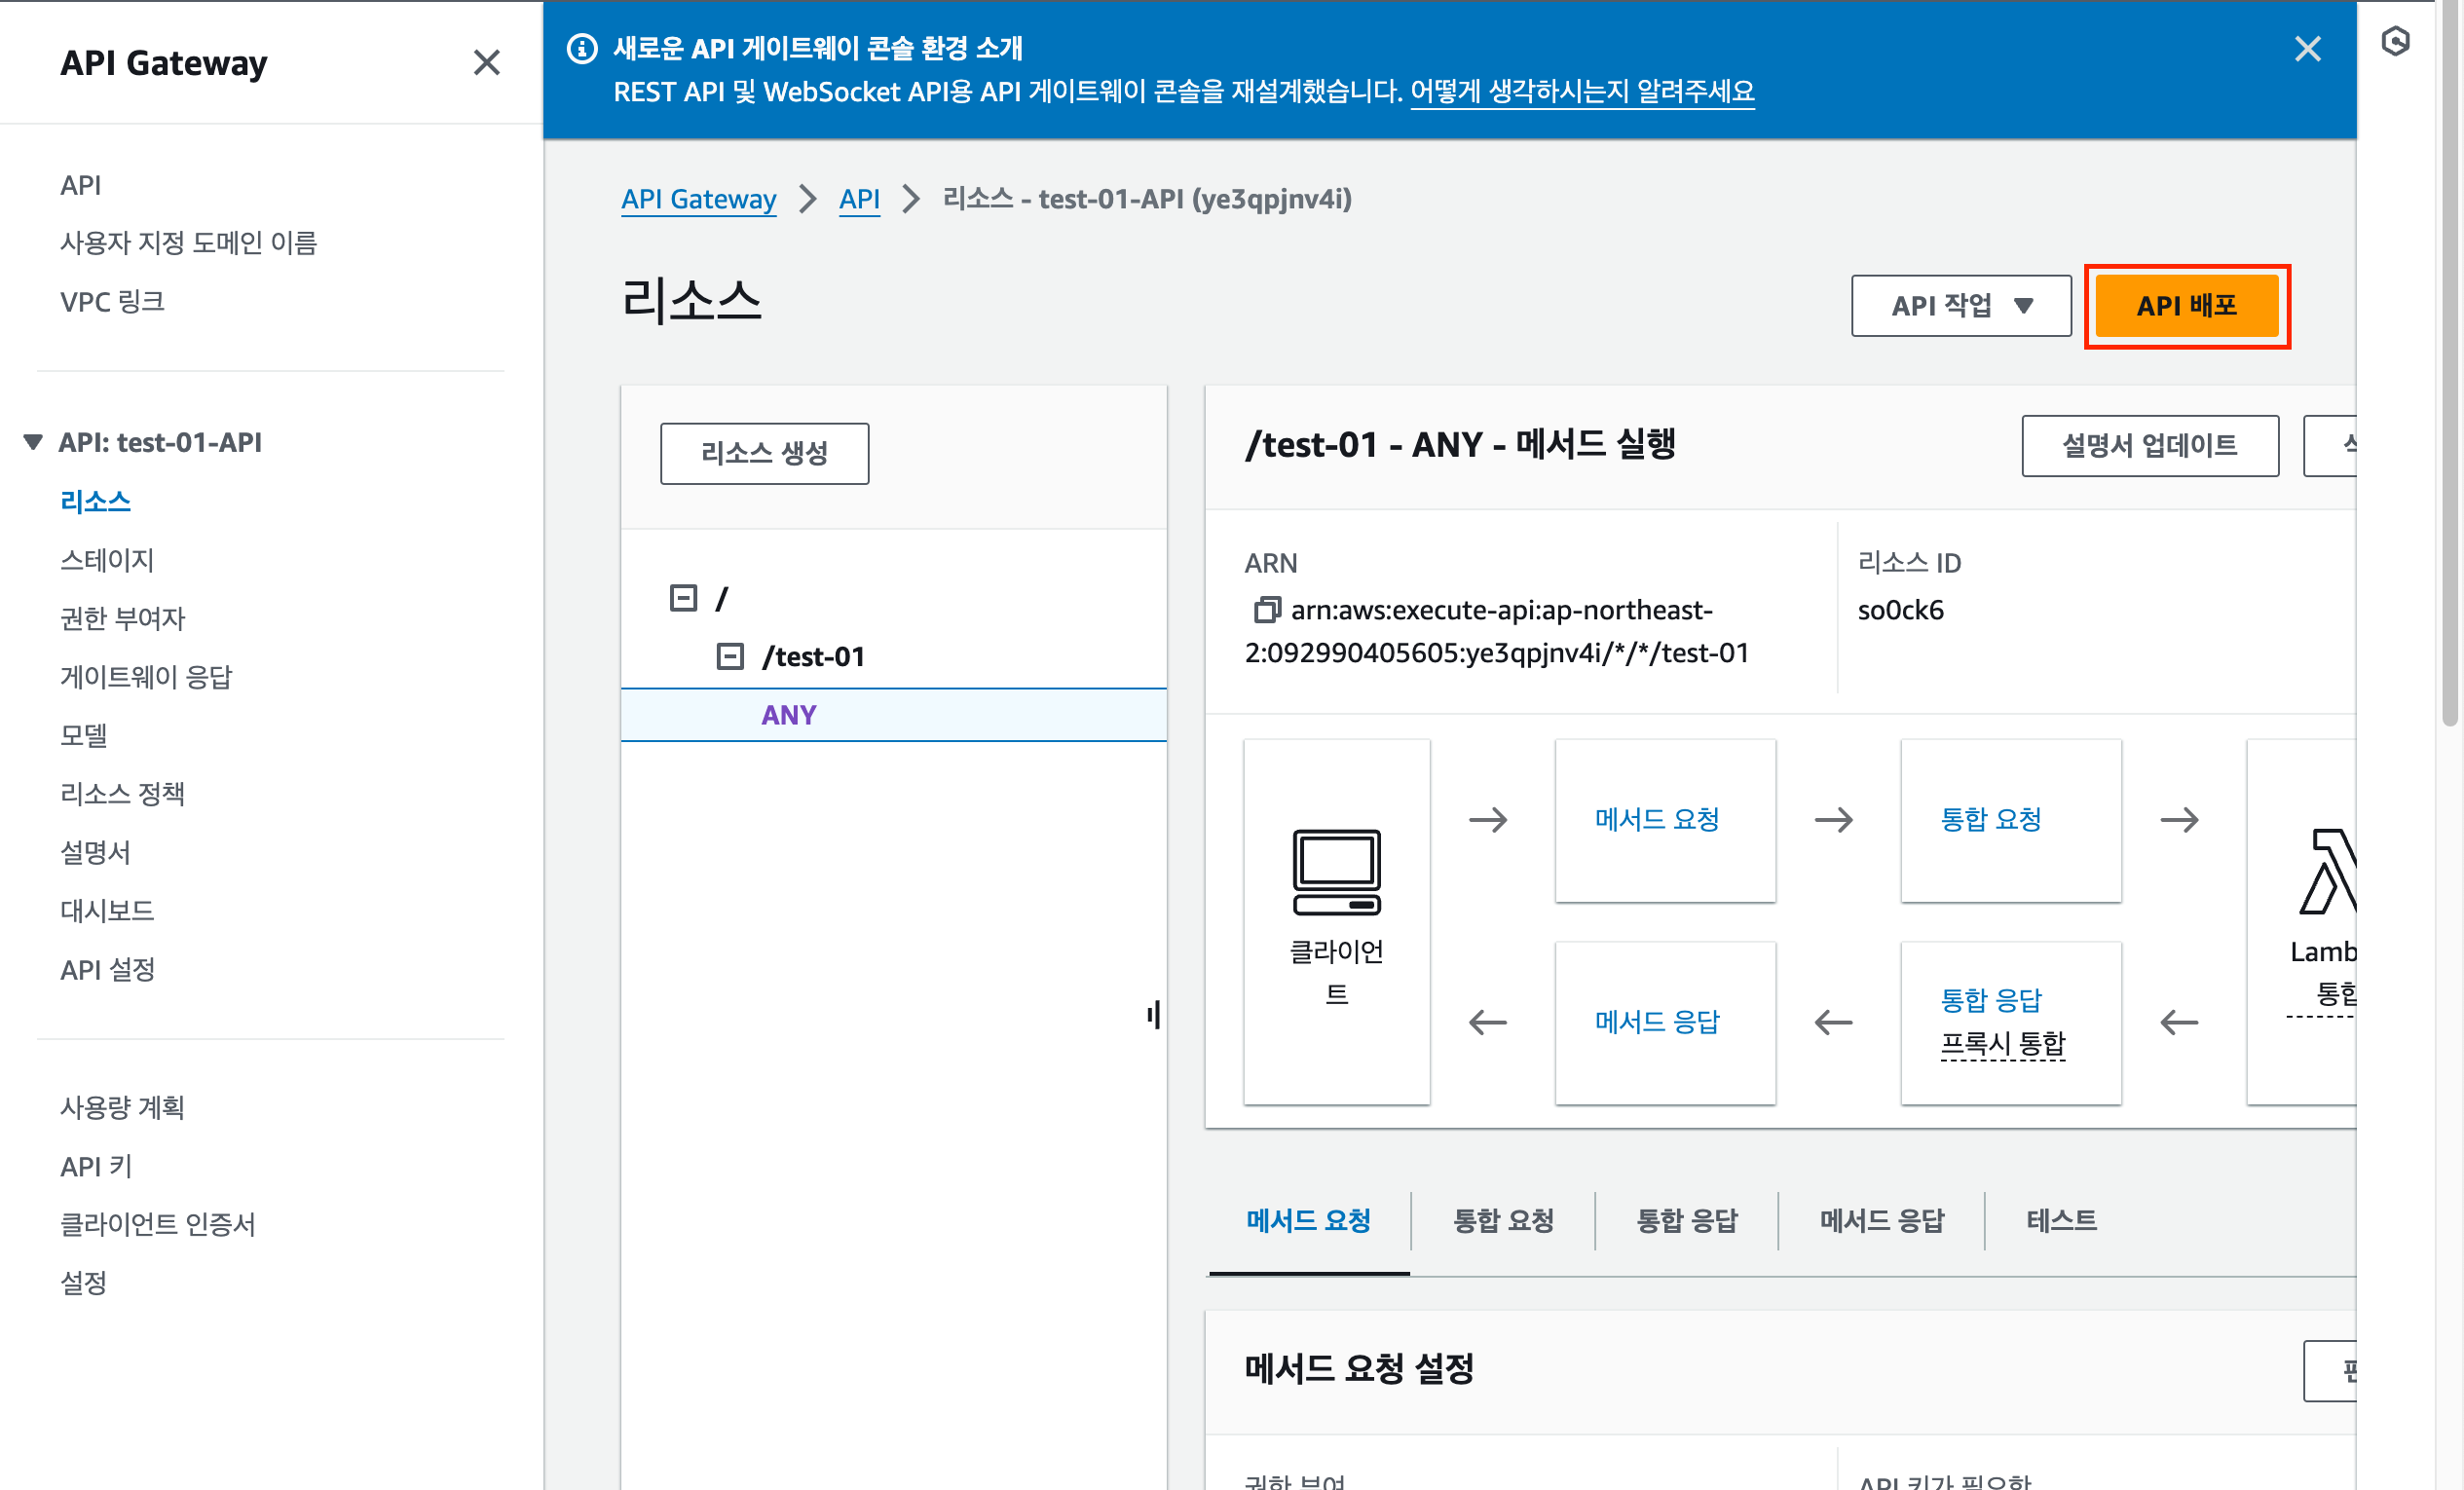 API Gateway
API
사용자 지정 도메인 이름
VPC 링크
API: test-01-API
리소스
스테이지
권한 부여자
게이트웨이 응답
모델
리소스 정책
설명서
대시보드
API 설정
사용량 계획
API 키
클라이언트 인증서
설정
새로운 API 게이트웨이 콘솔 환경 소개
REST API 및 WebSocket API용 API 게이트웨이 콘솔을 재설계했습니다. 어떻게 생각하시는지 알려주세요
API Gateway API 리소스 - test-01-API (ye3qpjnv4i)
리소스
API 작업
API 배포
리소스 생성
/
/test-01
ANY
/test-01 - ANY - 메서드 실행
설명서 업데이트
ARN
arn:aws:execute-api:ap-northeast-
2:092990405605:ye3qpjnv4i/*/*/test-01
리소스 ID
so0ck6
클라이언
트
메서드 요청
통합 요청
메서드 응답
통합 응답
프록시 통합
Lamb
통합
메서드 요청
통합 요청
통합 응답
메서드 응답
테스트
메서드 요청 설정
권한 부여
API 키가 필요함